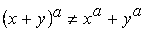 (x + y)^a ≠ x^a + y^a